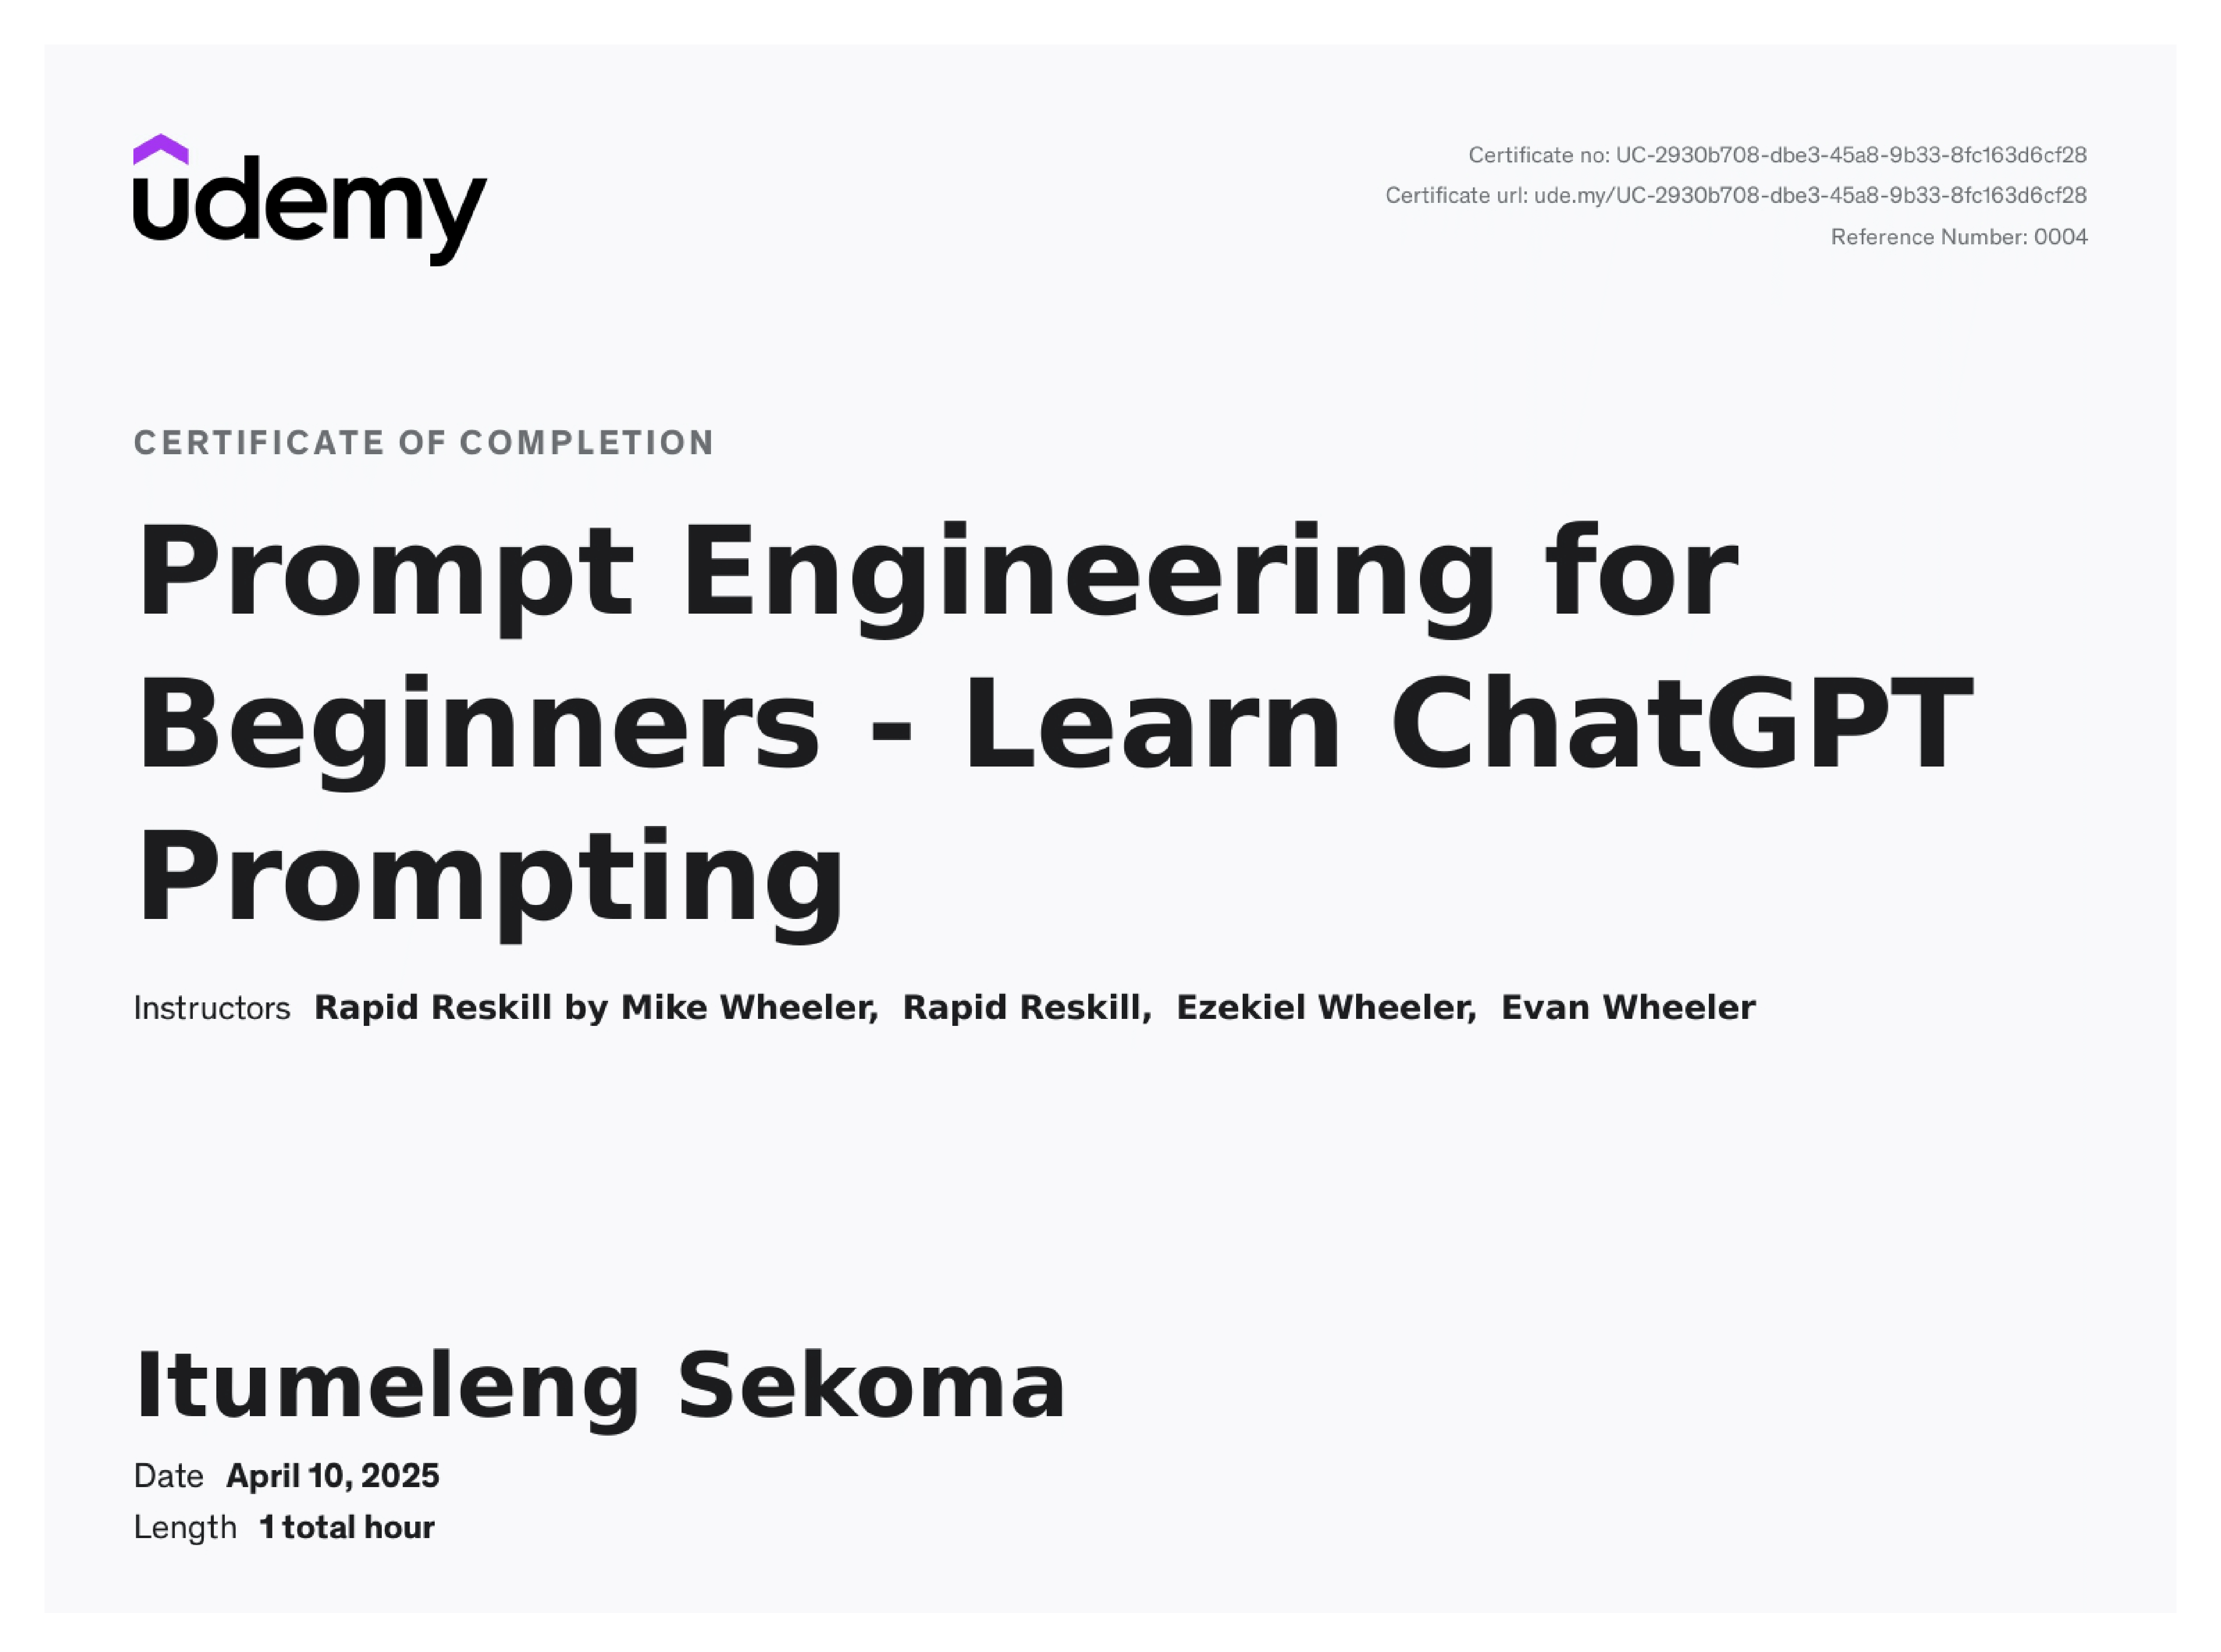 udemy
Certificate no: UC-2930b708-dbe3-45a8-9b33-8fc163d6cf28
Certificate url: ude.my/UC-2930b708-dbe3-45a8-9b33-8fc163d6cf28
Reference Number: 0004
CERTIFICATE OF COMPLETION
Prompt Engineering for
Beginners - Learn ChatGPT
Prompting
Instructors Rapid Reskill by Mike Wheeler, Rapid Reskill, Ezekiel Wheeler, Evan Wheeler
Itumeleng Sekoma
Date April 10, 2025
Length 1 total hour